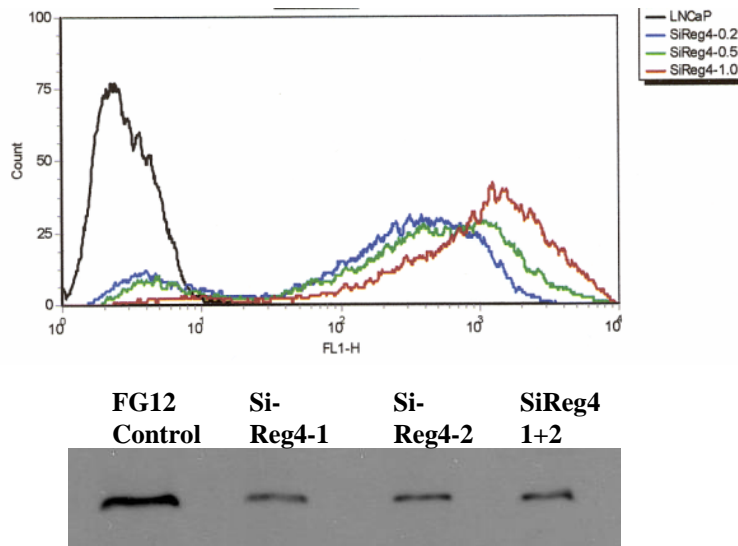 100
75
50
25
0
Count
10^0
10^1
10^2
10^3
10^4
FL1-H
LNCaP
SiReg4-0.2
SiReg4-0.5
SiReg4-1.0
FG12 Control
Si-Reg4-1
Si-Reg4-2
SiReg4 1+2